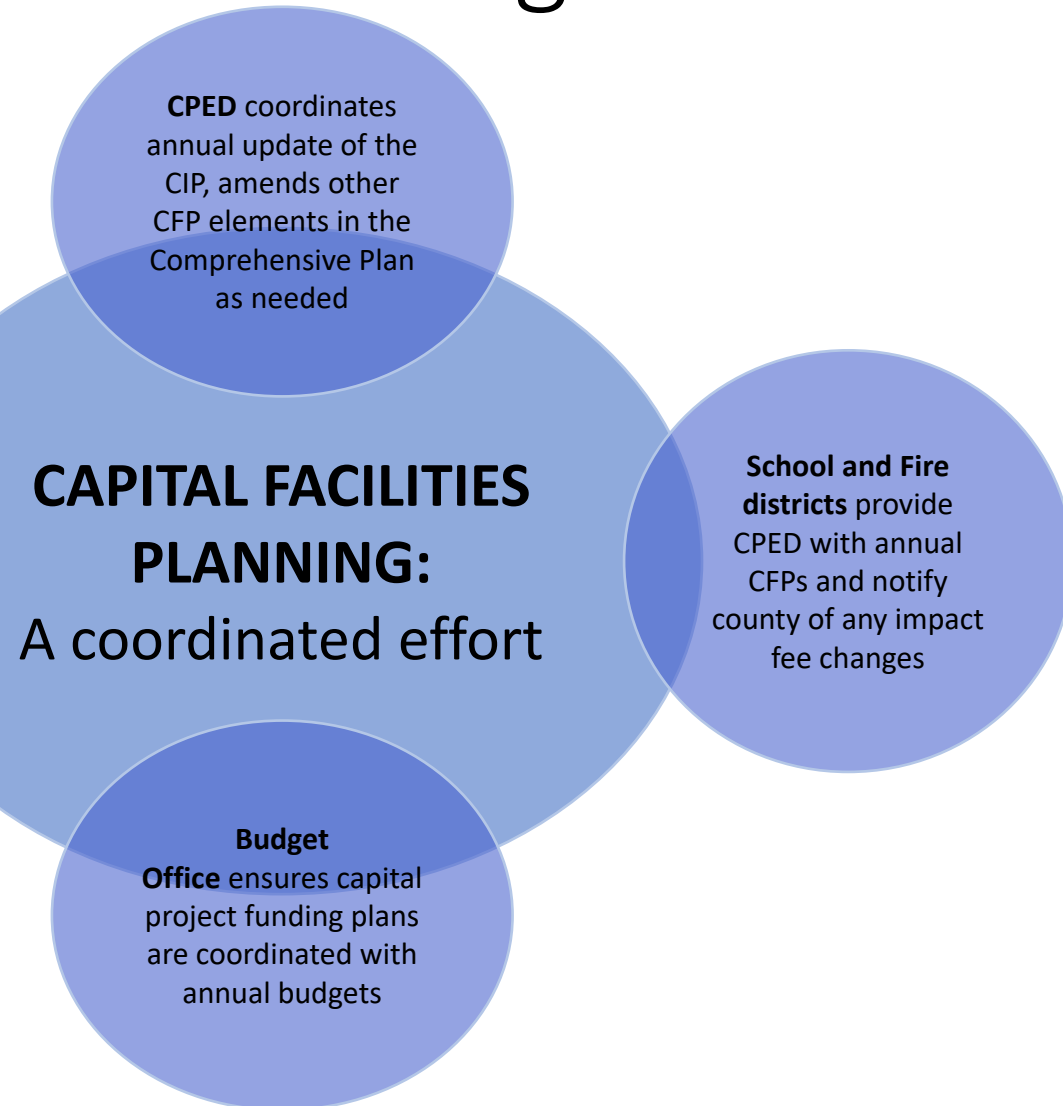 CPED coordinates
annual update of the
CIP, amends other
CFP elements in the
Comprehensive Plan
as needed
CAPITAL FACILITIES
PLANNING:
A coordinated effort
School and Fire
districts provide
CPED with annual
CFPs and notify
county of any impact
fee changes
Budget
Office ensures capital
project funding plans
are coordinated with
annual budgets